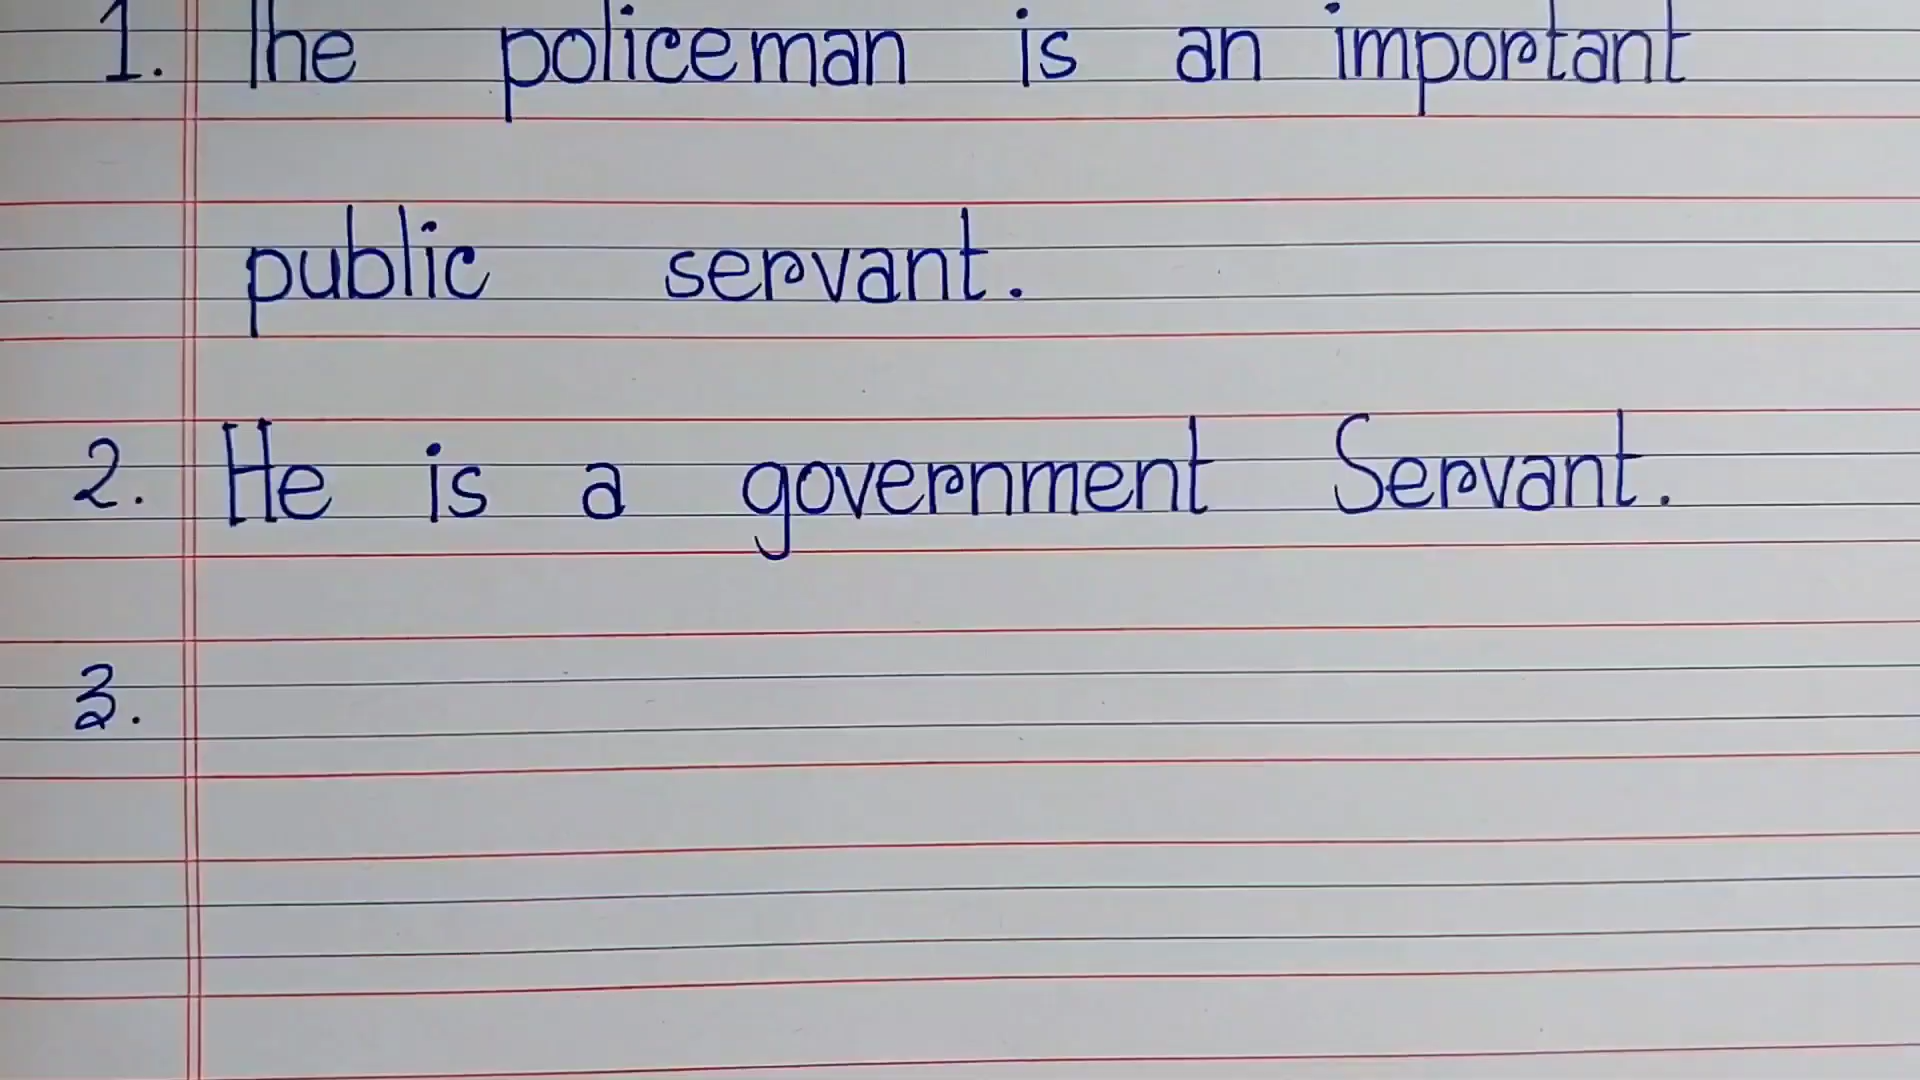 1. The policeman is an important
public servant.
2. He is a government Servant.
3.